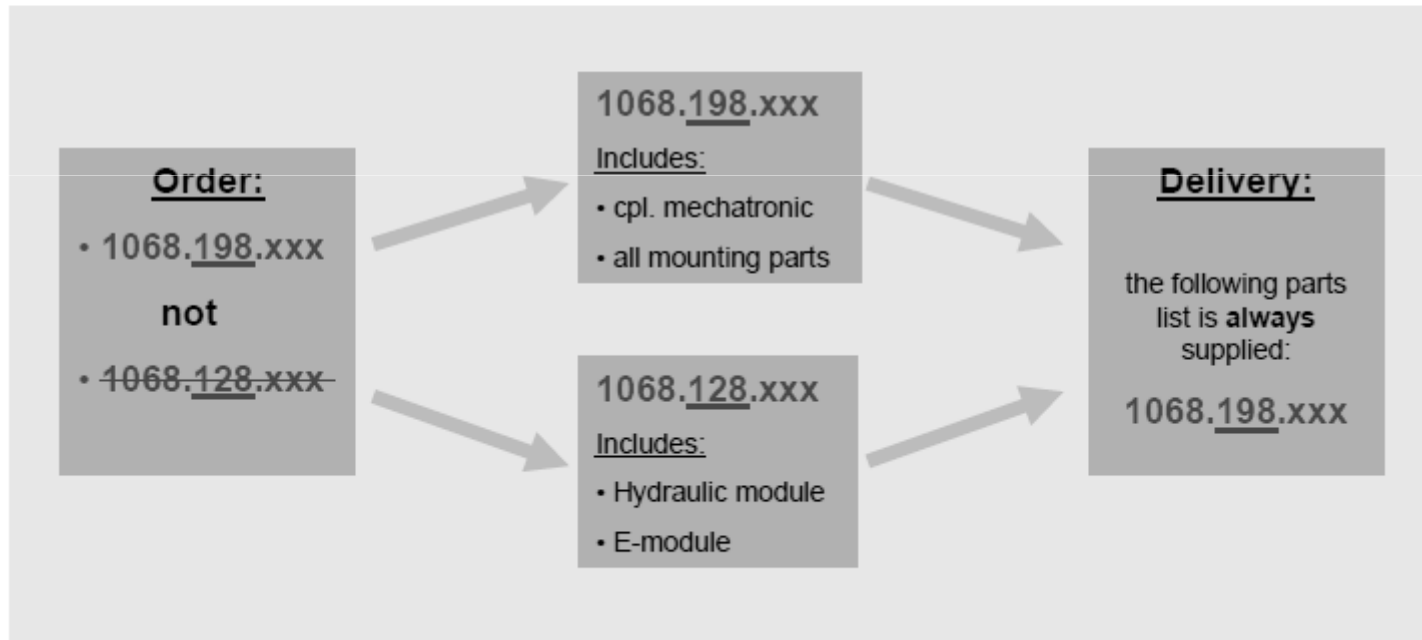 Order:
• 1068.198.xxx
not
• 1068.128.xxx
1068.198.xxx
Includes:
• cpl. mechatronic
• all mounting parts
1068.128.xxx
Includes:
• Hydraulic module
• E-module
Delivery:
the following parts
list is always
supplied:
1068.198.xxx